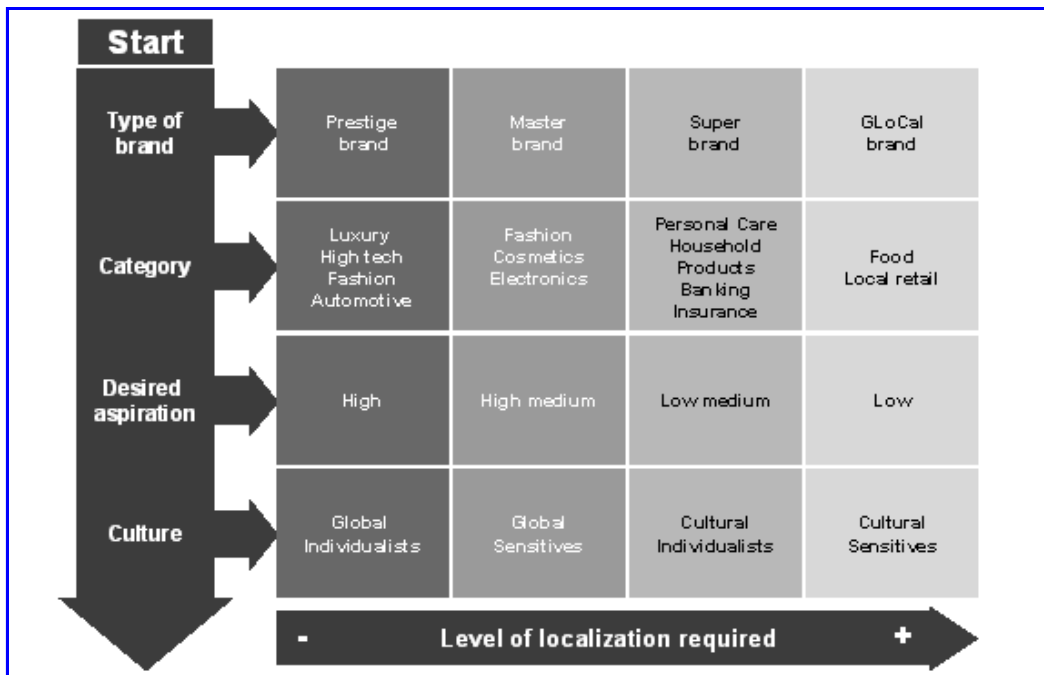 Start
Type of
brand
Prestige
brand
Master
brand
Super
brand
GLoCal
brand
Category
Luxury
High tech
Fashion
Automotive
Fashion
Cosmetics
Electronics
Personal Care
Household
Products
Banking
Insurance
Food
Local retail
Desired
aspiration
High
High medium
Low medium
Low
Culture
Global
Individualists
Global
Sensitives
Cultural
Individualists
Cultural
Sensitives
- Level of localization required +